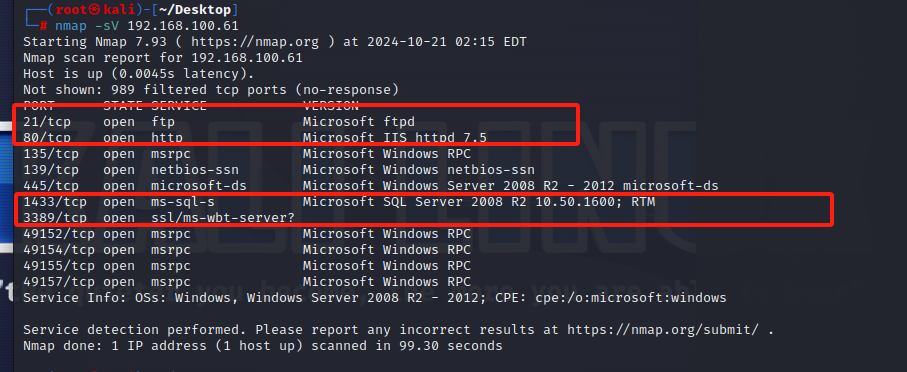 ┌──(root㉿kali)-[~/Desktop]
└─# nmap -sV 192.168.100.61
Starting Nmap 7.93 ( https://nmap.org ) at 2024-10-21 02:15 EDT
Nmap scan report for 192.168.100.61
Host is up (0.0045s latency).
Not shown: 989 filtered tcp ports (no-response)
PORT STATE SERVICE VERSION
21/tcp open ftp Microsoft ftpd
80/tcp open http Microsoft IIS httpd 7.5
135/tcp open msrpc Microsoft Windows RPC
139/tcp open netbios-ssn Microsoft Windows netbios-ssn
445/tcp open microsoft-ds Microsoft Windows Server 2008 R2 - 2012 microsoft-ds
1433/tcp open ms-sql-s Microsoft SQL Server 2008 R2 10.50.1600; RTM
3389/tcp open ssl/ms-wbt-server?
49152/tcp open msrpc Microsoft Windows RPC
49154/tcp open msrpc Microsoft Windows RPC
49155/tcp open msrpc Microsoft Windows RPC
49157/tcp open msrpc Microsoft Windows RPC
Service Info: OSs: Windows, Windows Server 2008 R2 - 2012; CPE: cpe:/o:microsoft:windows
Service detection performed. Please report any incorrect results at https://nmap.org/submit/ .
Nmap done: 1 IP address (1 host up) scanned in 99.30 seconds